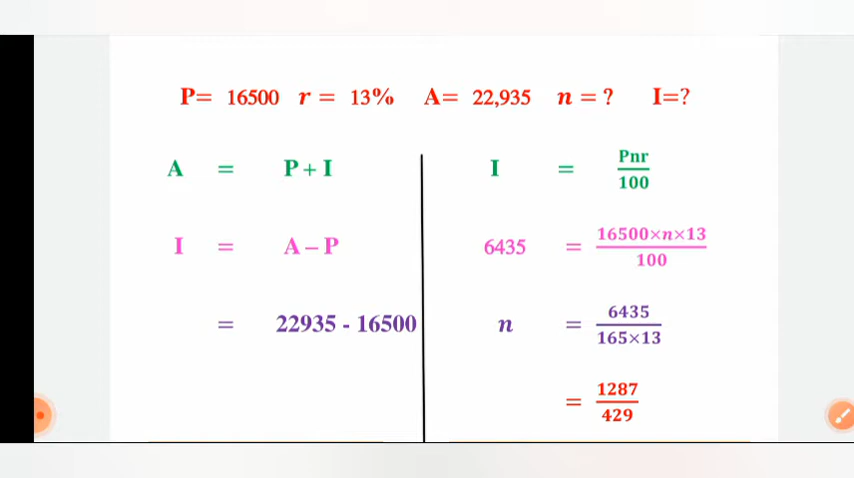 P= 16500 r = 13% A= 22,935 n = ? I=?
A = P + I
I = A – P
= 22935 - 16500
I = Pnr/100
6435 = 16500×n×13/100
n = 6435/165×13
= 1287/429